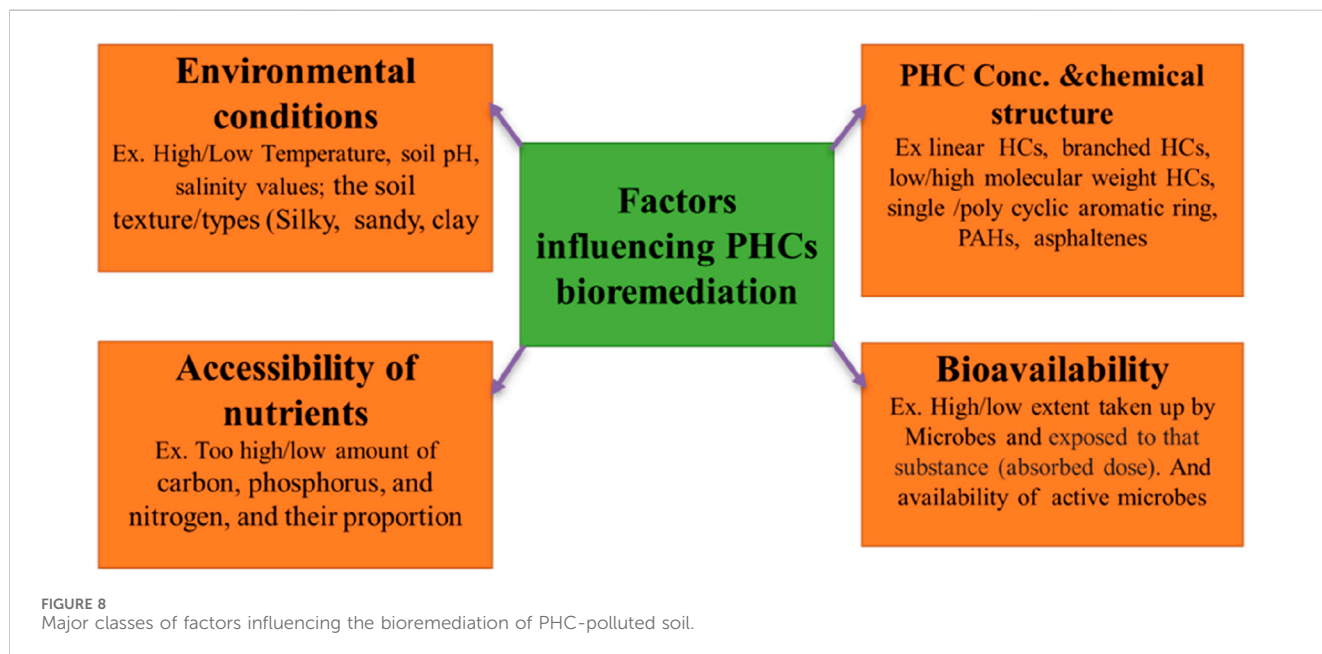 Environmental
conditions
Ex. High/Low Temperature, soil pH,
salinity values; the soil
texture/types (Silky, sandy, clay
PHC Conc. &chemical
structure
Ex linear HCs, branched HCs,
low/high molecular weight HCs,
single /poly cyclic aromatic ring,
PAHs, asphaltenes
Factors
influencing PHCs
bioremediation
Accessibility of
nutrients
Ex. Too high/low amount of
carbon, phosphorus, and
nitrogen, and their proportion
Bioavailability
Ex. High/low extent taken up by
Microbes and exposed to that
substance (absorbed dose). And
availability of active microbes
FIGURE 8
Major classes of factors influencing the bioremediation of PHC-polluted soil.